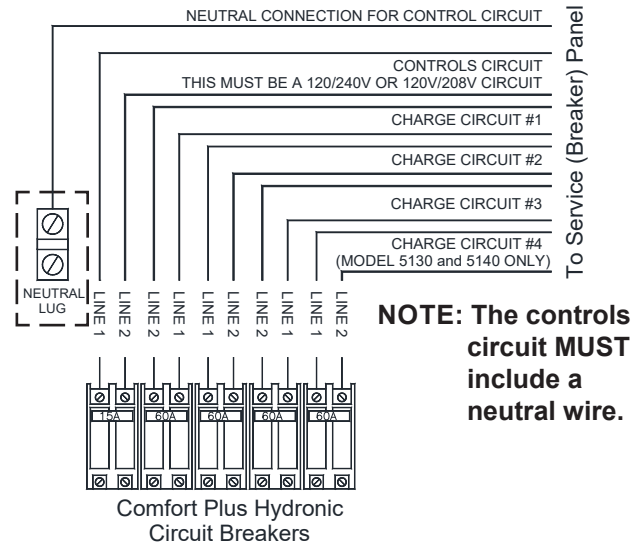 NEUTRAL CONNECTION FOR CONTROL CIRCUIT
CONTROLS CIRCUIT
THIS MUST BE A 120/240V OR 120V/208V CIRCUIT
CHARGE CIRCUIT #1
CHARGE CIRCUIT #2
CHARGE CIRCUIT #3
CHARGE CIRCUIT #4
(MODEL 5130 and 5140 ONLY)
To Service (Breaker) Panel
NEUTRAL
LUG
LINE 1
LINE 2
LINE 2
LINE 1
LINE 1
LINE 2
LINE 2
LINE 1
LINE 1
LINE 2
NOTE: The controls
circuit MUST
include a
neutral wire.
15A
60A
60A
60A
60A
Comfort Plus Hydronic
Circuit Breakers